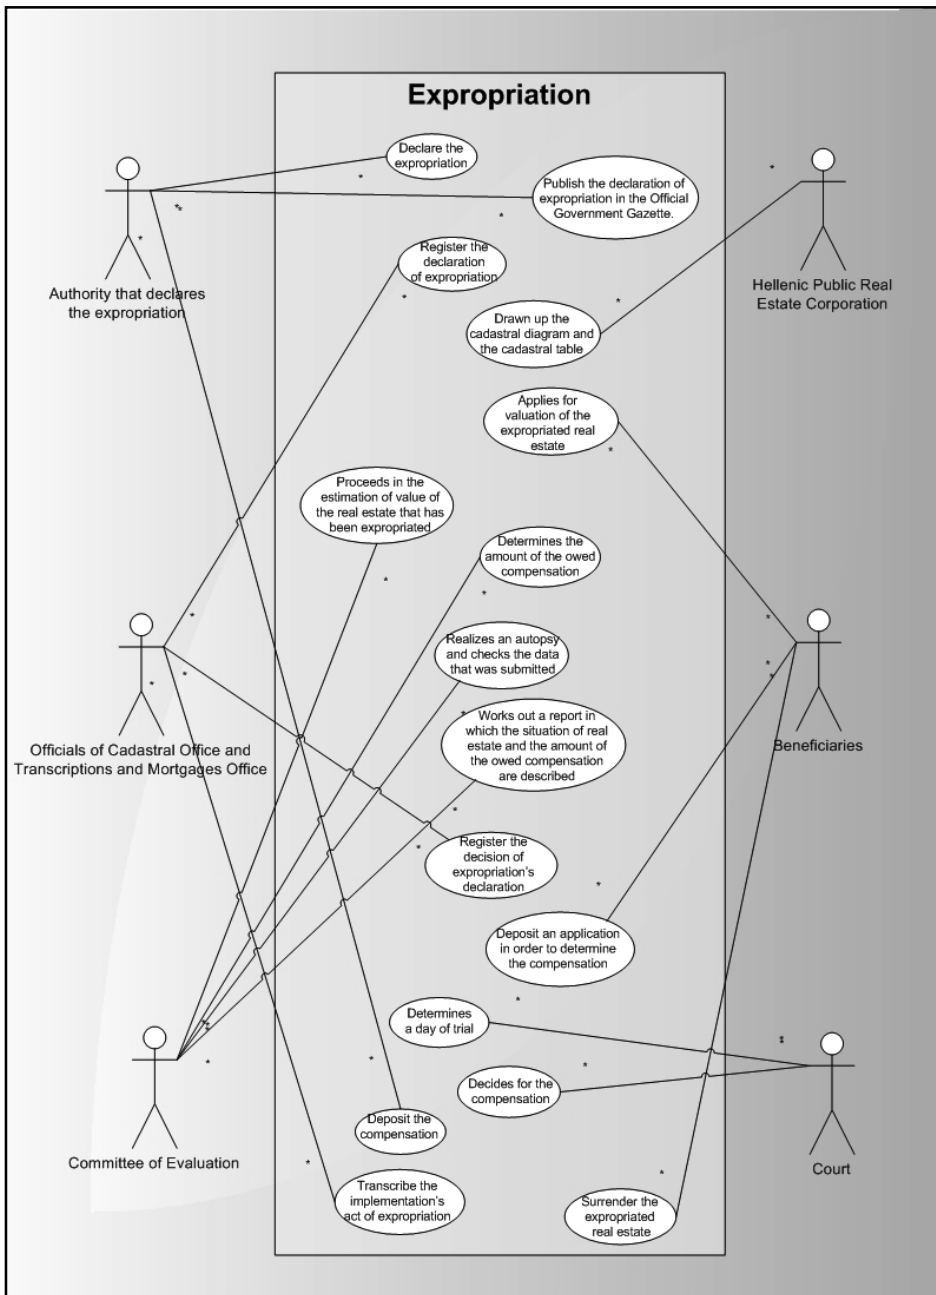 Expropriation
Declare the
expropriation
Publish the declaration of
expropriation in the Official
Government Gazette.
Authority that declares
the expropriation
Register the
declaration
of expropriation
Hellenic Public Real
Estate Corporation
Drawn up the
cadastral diagram and
the cadastral table
Applies for
valuation of the
expropriated real
estate
Proceeds in the
estimation of value of
the real estate that has
been expropriated
Determines the
amount of the owed
compensation
Realizes an autopsy
and checks the data
that was submitted
Officials of Cadastral Office and
Transcriptions and Mortgages Office
Works out a report in
which the situation of real
estate and the amount of
the owed compensation
are described
Beneficiaries
Register the
decision of
expropriation's
declaration
Deposit an application
in order to determine
the compensation
Determines
a day of trial
Decides for the
compensation
Deposit the
compensation
Committee of Evaluation
Court
Transcribe the
implementation's
act of expropriation
Surrender the
expropriated
real estate